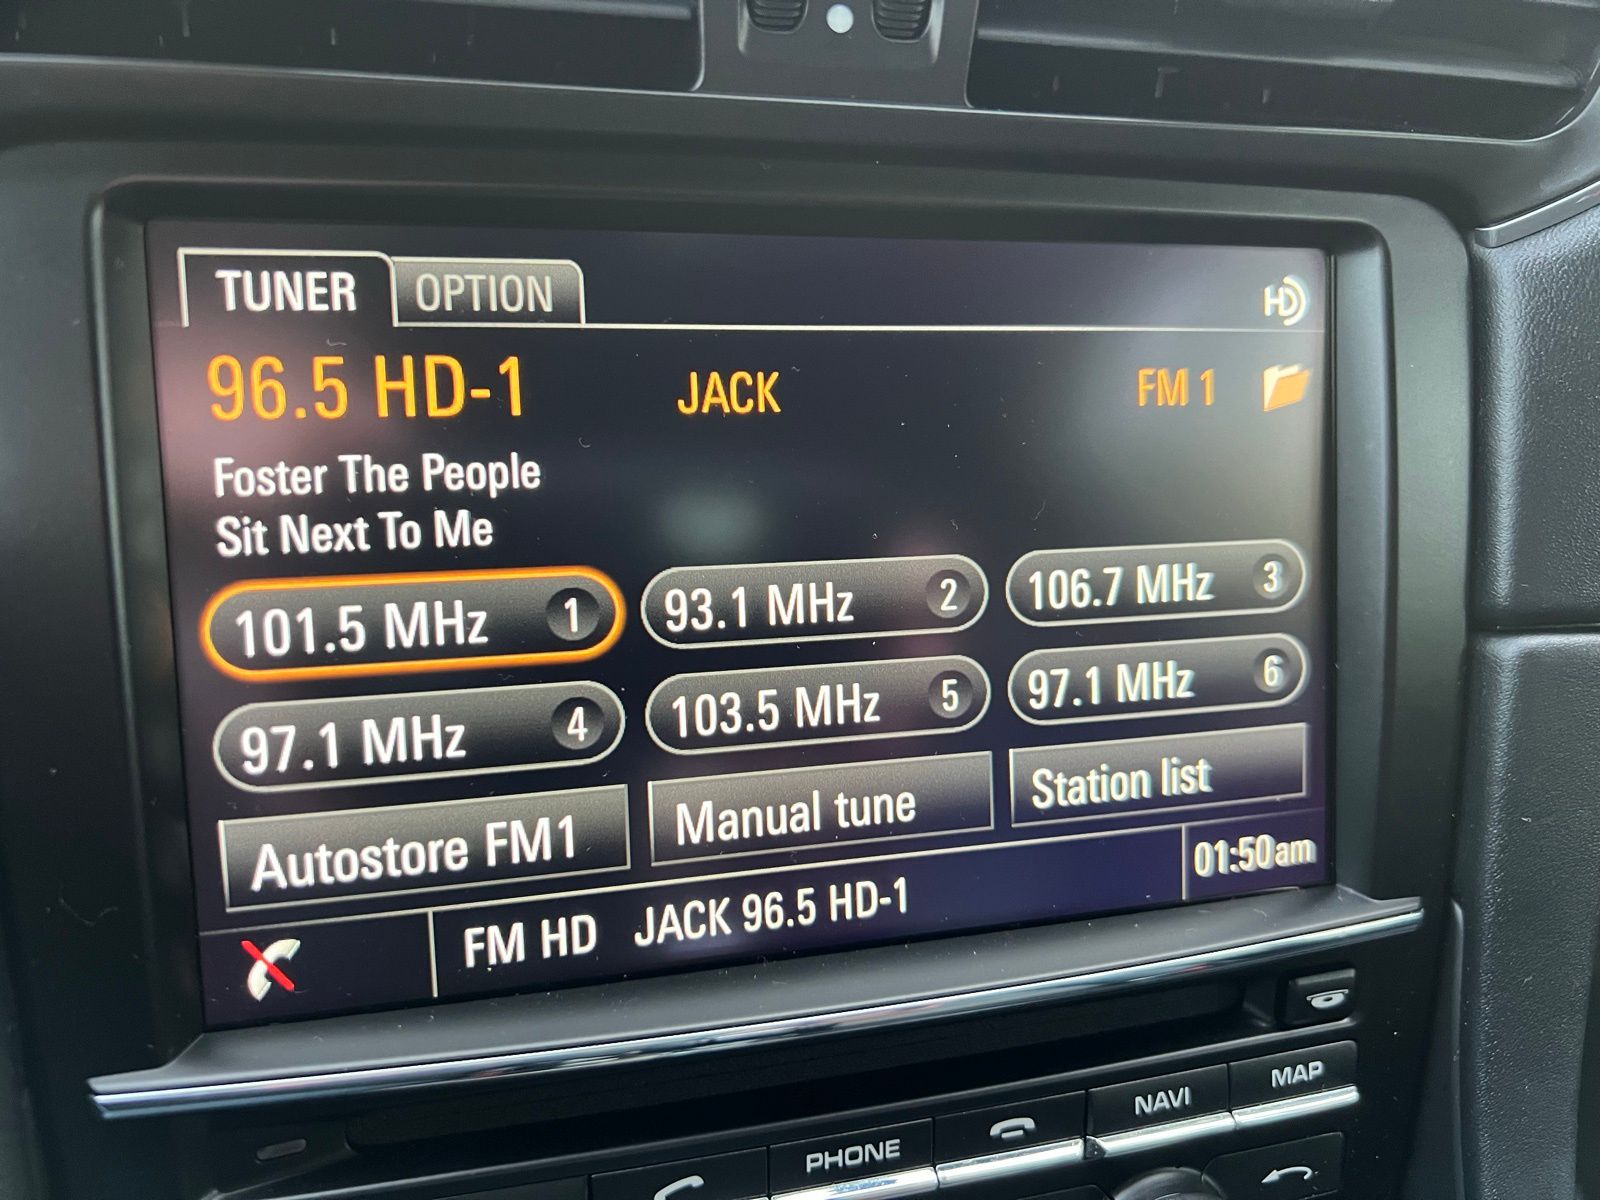 TUNER OPTION HD
96.5 HD-1 JACK FM 1
Foster The People
Sit Next To Me
101.5 MHz 1 93.1 MHz 2 106.7 MHz 3
97.1 MHz 4 103.5 MHz 5 97.1 MHz 6
Autostore FM1 Manual tune Station list
FM HD JACK 96.5 HD-1 01:50am
PHONE NAVI MAP